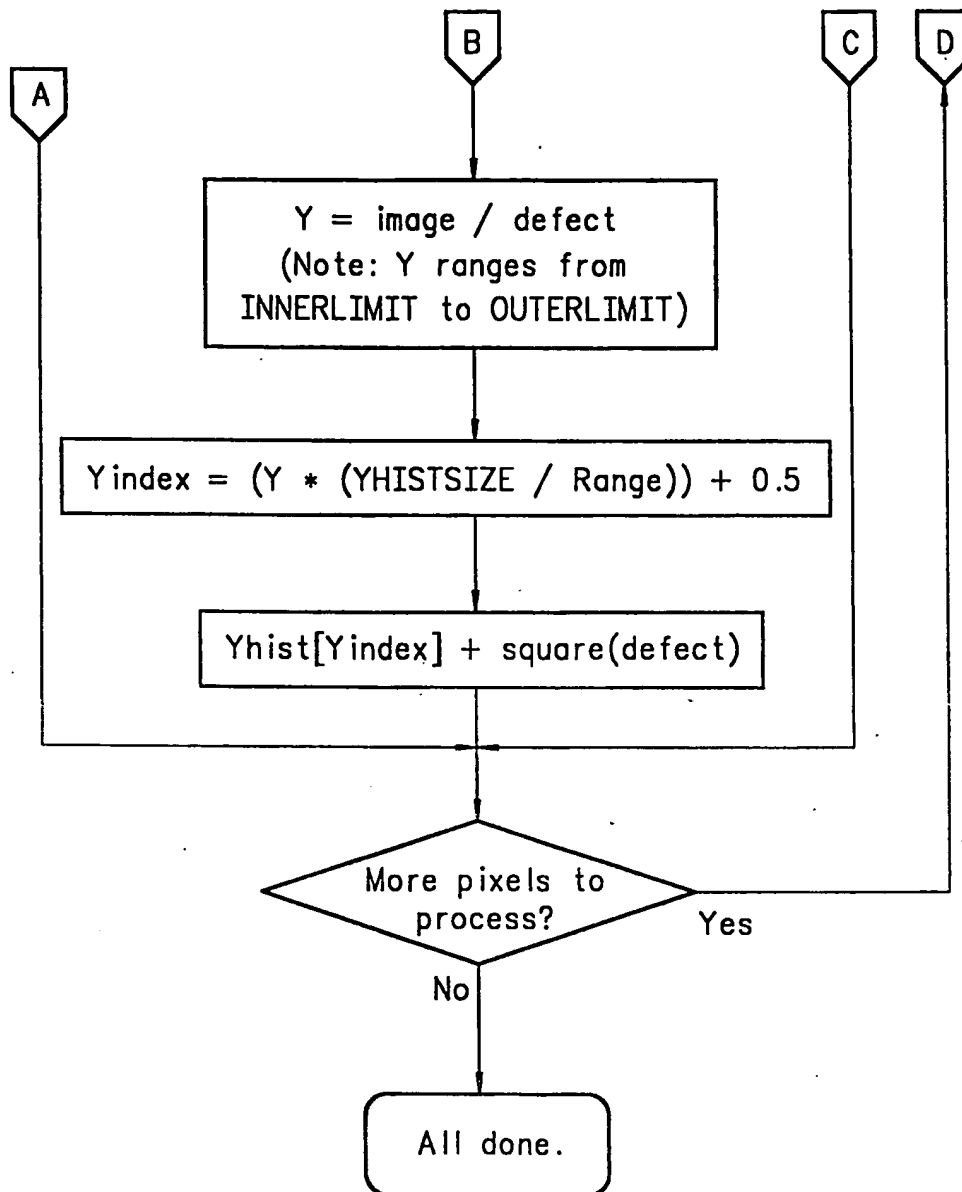 A
B
C
D
Y = image / defect
(Note: Y ranges from
INNERLIMIT to OUTERLIMIT)
Yindex = (Y * (YHISTSIZE / Range)) + 0.5
Yhist[Yindex] + square(defect)
More pixels to
process?
Yes
No
All done.